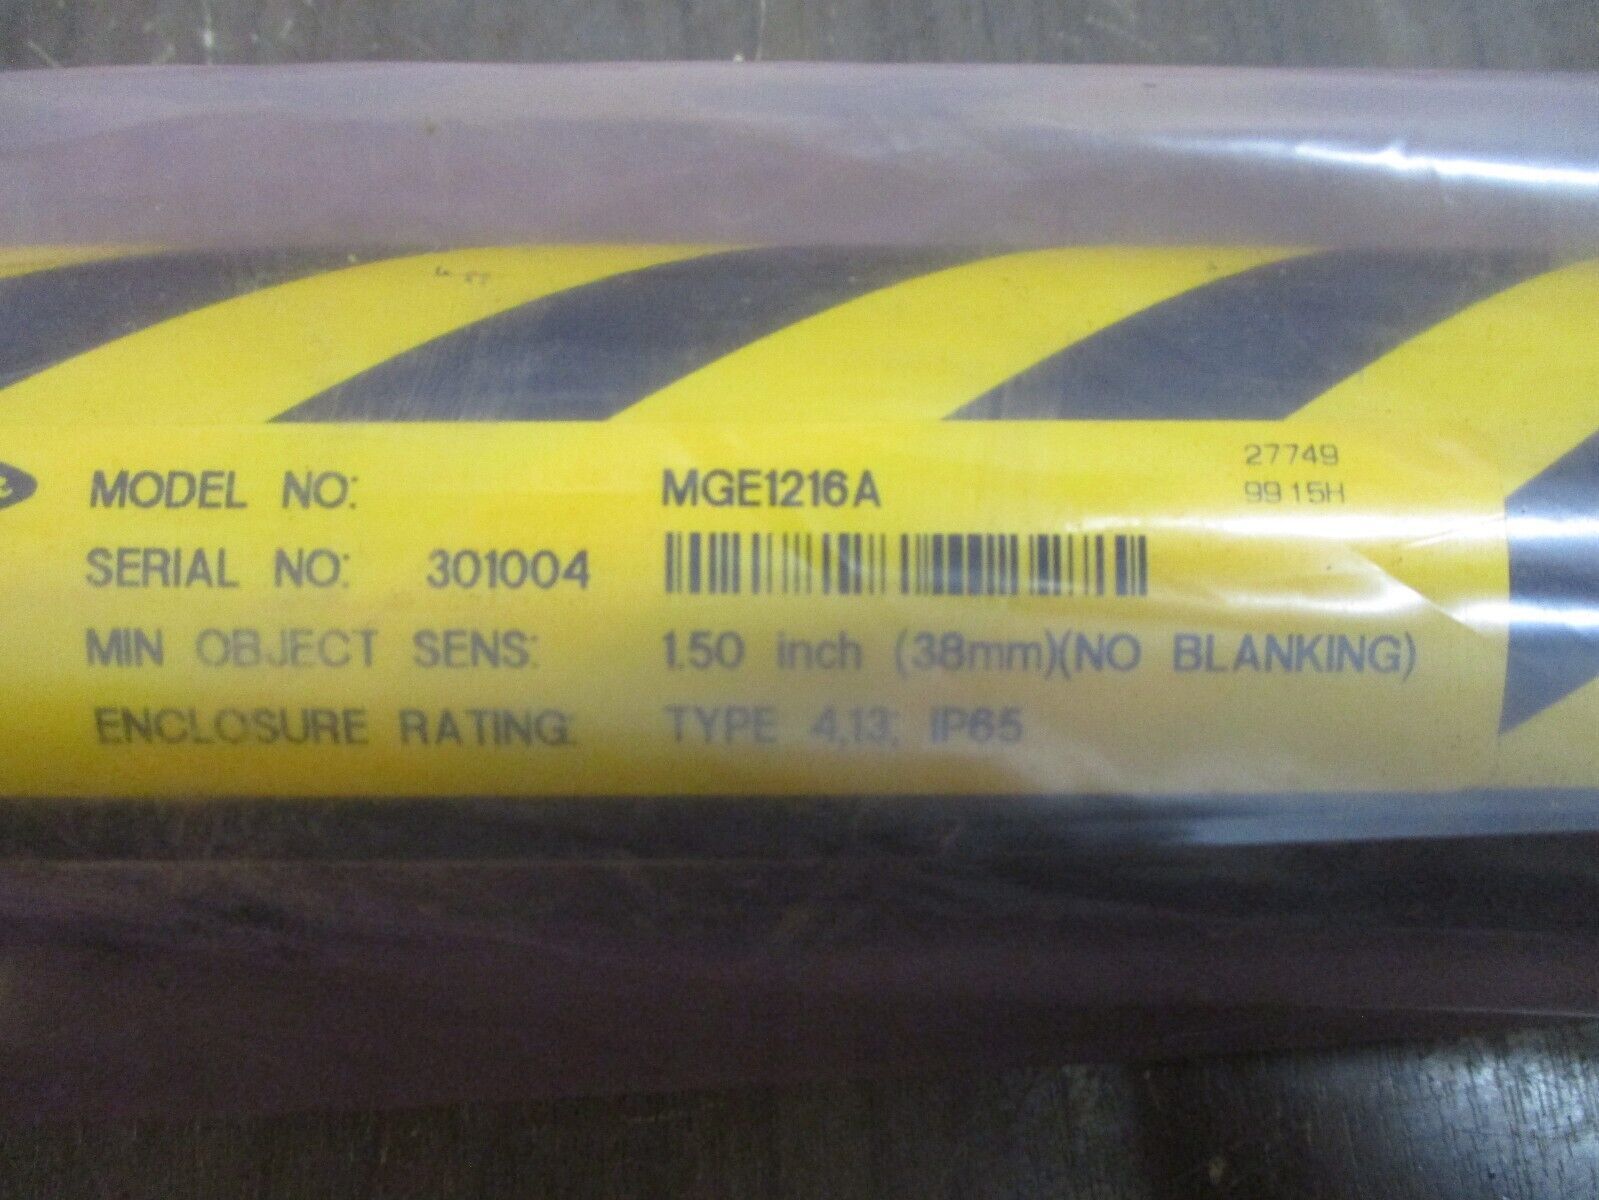 MODEL NO: MGE1216A
27749
9915H
SERIAL NO: 301004
MIN OBJECT SENS: 1.50 inch (38mm)(NO BLANKING)
ENCLOSURE RATING: TYPE 4,13; IP65